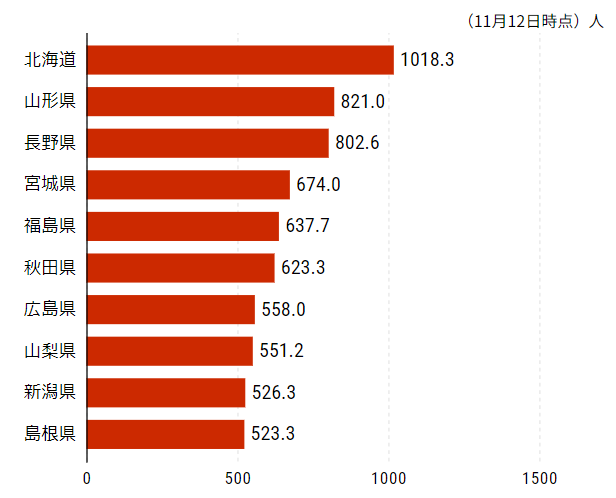 （11月12日時点）人
北海道 1018.3
山形県 821.0
長野県 802.6
宮城県 674.0
福島県 637.7
秋田県 623.3
広島県 558.0
山梨県 551.2
新潟県 526.3
島根県 523.3
0 500 1000 1500